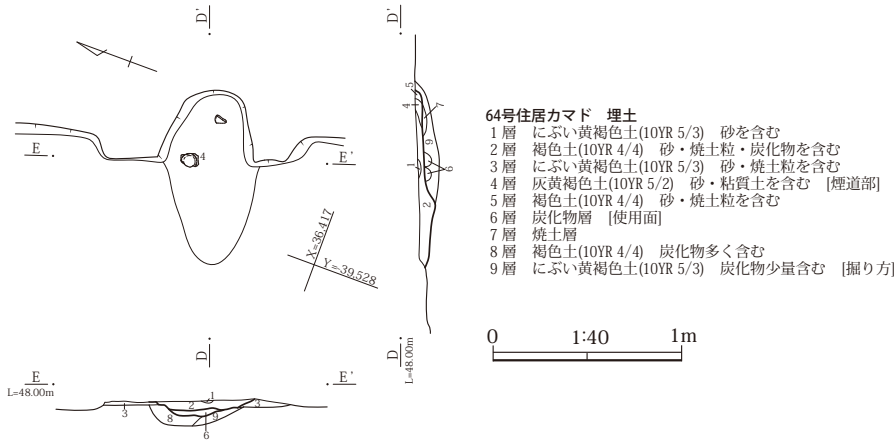 D'
D'
E
E'
4
X=36.417
Y=-39.528
5
4
7
9
1
6
2
64号住居カマド　埋土
1 層　にぶい黄褐色土(10YR 5/3)　砂を含む
2 層　褐色土(10YR 4/4)　砂・焼土粒・炭化物を含む
3 層　にぶい黄褐色土(10YR 5/3)　砂・焼土粒を含む
4 層　灰黄褐色土(10YR 5/2)　砂・粘質土を含む　[煙道部]
5 層　褐色土(10YR 4/4)　砂・焼土粒を含む
6 層　炭化物層　[使用面]
7 層　焼土層
8 層　褐色土(10YR 4/4)　炭化物多く含む
9 層　にぶい黄褐色土(10YR 5/3)　炭化物少量含む　[掘り方]
0　1:40　1m
D
D
L=48.00m
E
E'
L=48.00m
3
2
1
3
8
9
6